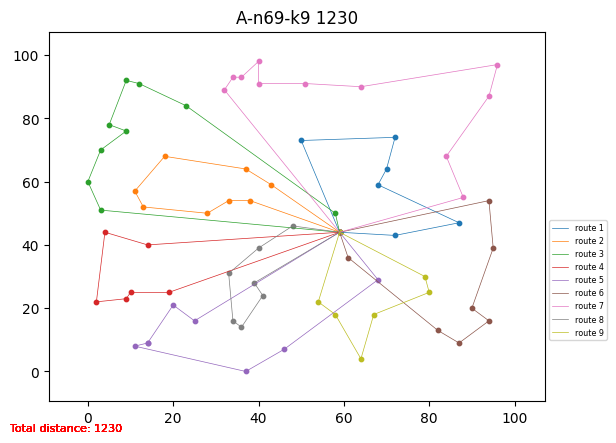 A-n69-k9 1230
100
80
60
40
20
0
0 20 40 60 80 100
route 1
route 2
route 3
route 4
route 5
route 6
route 7
route 8
route 9
Total distance: 1230